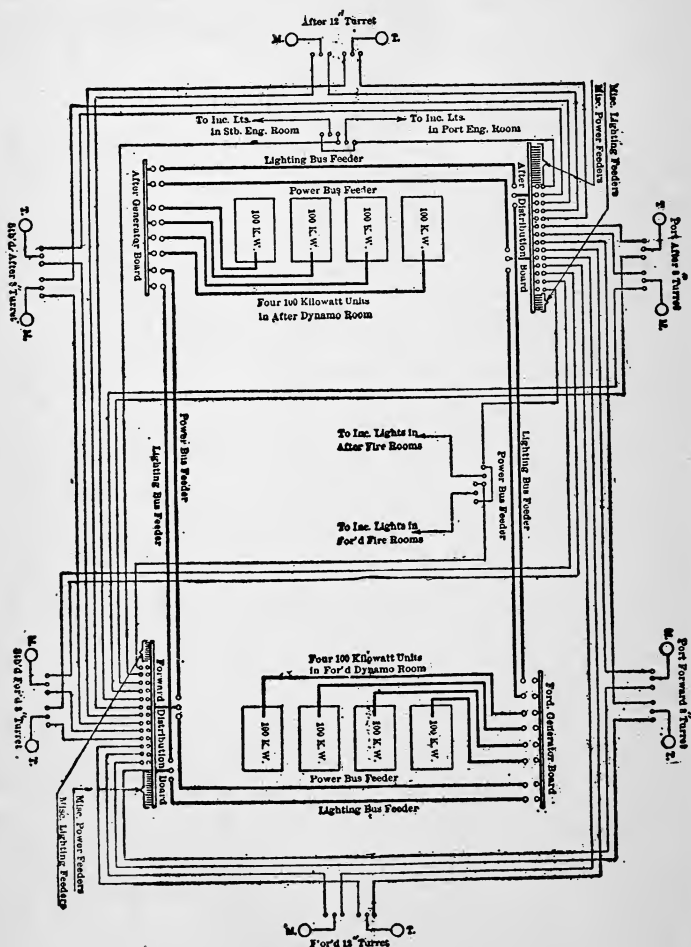 After 12" Turret
M.
T.
Misc. Lighting Feeders
Misc. Power Feeders
To Inc. Lts.
in Stb. Eng. Room
To Inc. Lts.
in Port Eng. Room
Lighting Bus Feeder
Power Bus Feeder
After Generator Board
After Distribution Board
100 K.W.
100 K.W.
100 K.W.
100 K.W.
Four 100 Kilowatt Units
in After Dynamo Room
T.
Stb'd After 8" Turret
M.
T
Port After 8" Turret
M.
Power Bus Feeder
Lighting Bus Feeder
To Inc. Lights in
After Fire Rooms
To Inc. Lights in
For'd Fire Rooms
Lighting Bus Feeder
Power Bus Feeder
M.
Stb'd For'd 8" Turret
T.
M.
Port Forward 8" Turret
T.
Four 100 Kilowatt Units
in For'd Dynamo Room
Ford. Generator Board
Forward Distribution Board
100 K.W.
100 K.W.
100 K.W.
100 K.W.
Power Bus Feeder
Lighting Bus Feeder
Misc. Power Feeders
Misc. Lighting Feeders
M.
T.
For'd 12" Turret